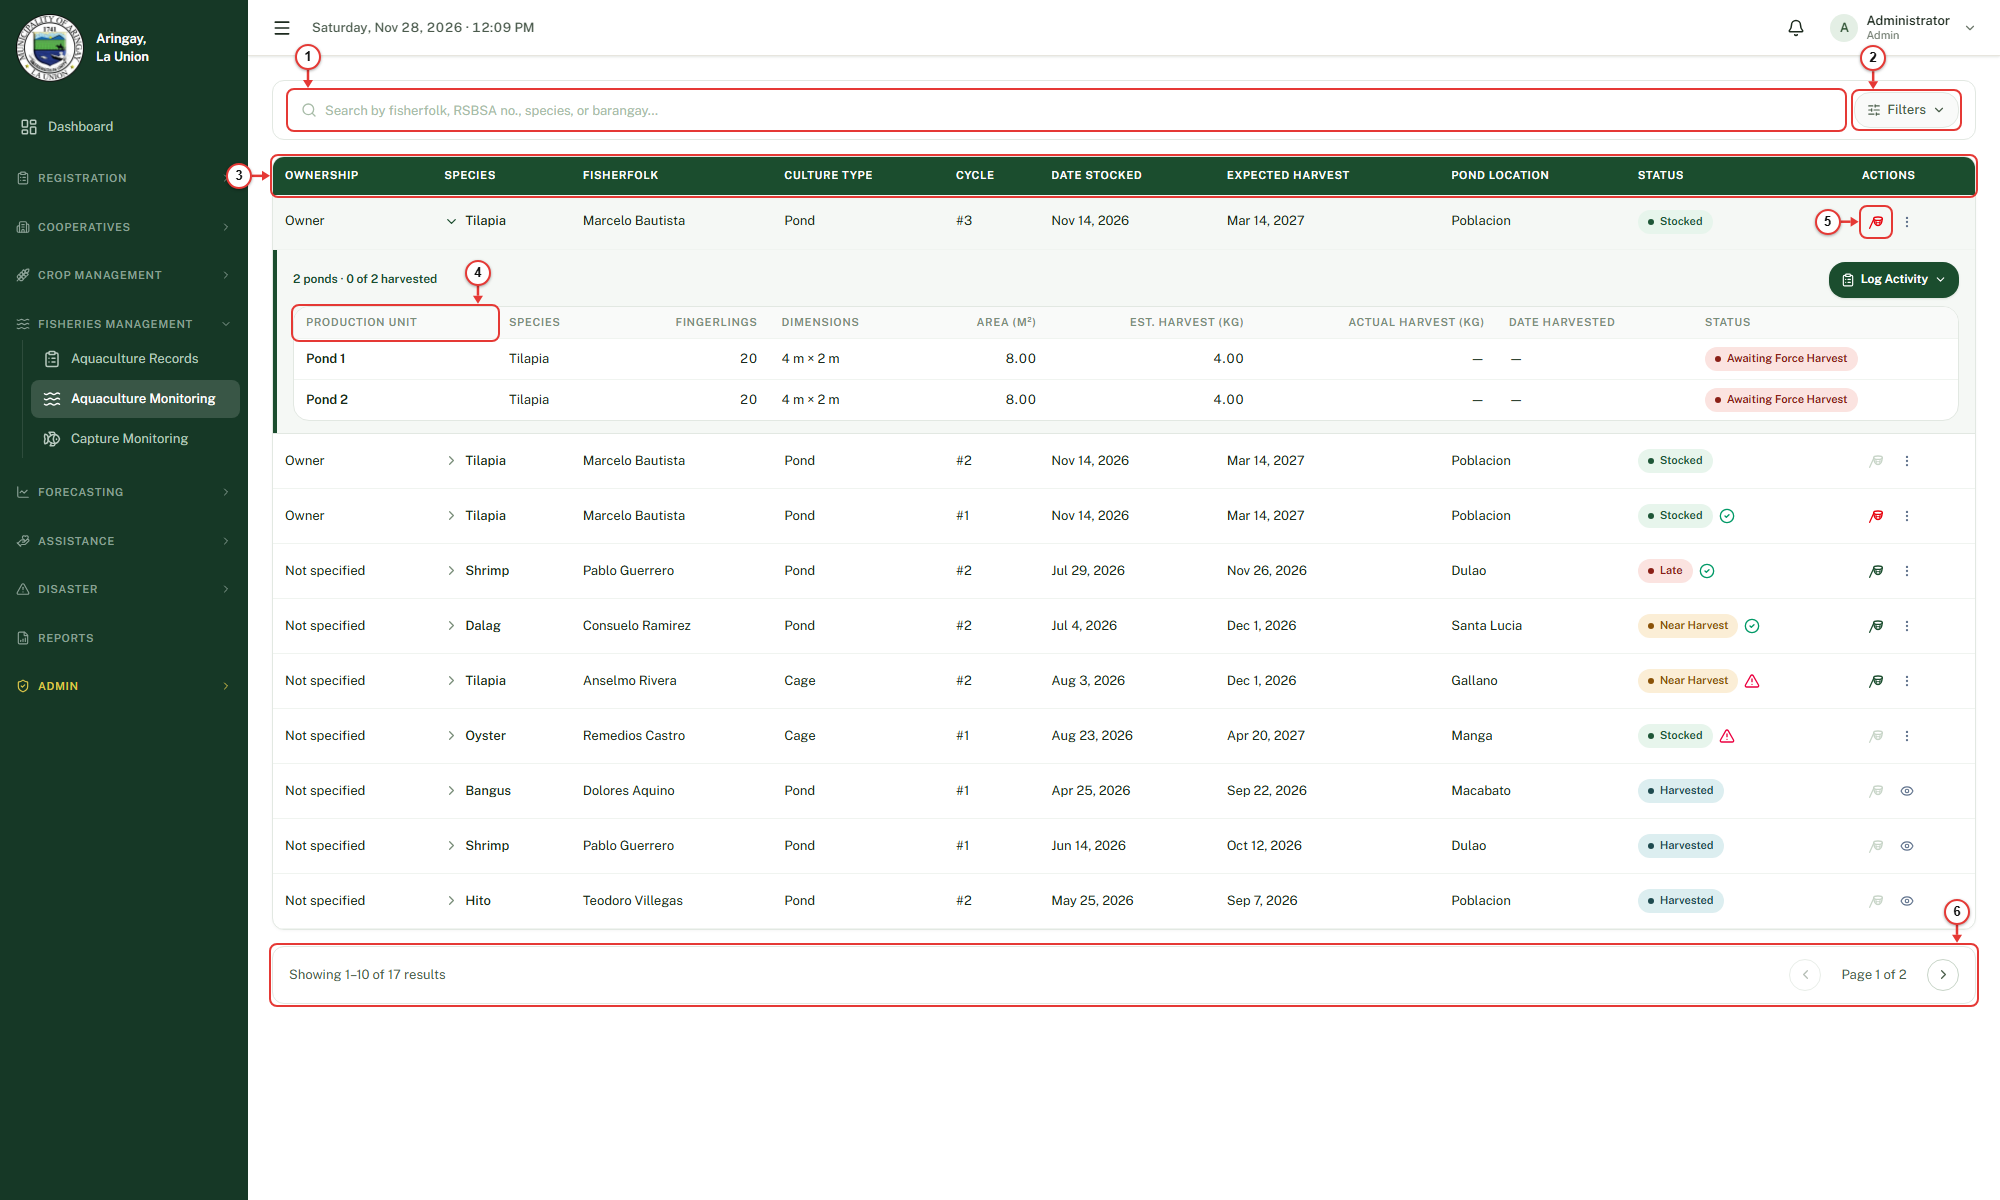 MUNICIPALITY OF ARINGAY
1741
LA UNION
Aringay,
La Union
Saturday, Nov 28, 2026 · 12:09 PM
A
Administrator
Admin
1
2
Search by fisherfolk, RSBSA no., species, or barangay...
Filters
Dashboard
REGISTRATION
COOPERATIVES
CROP MANAGEMENT
FISHERIES MANAGEMENT
Aquaculture Records
Aquaculture Monitoring
Capture Monitoring
FORECASTING
ASSISTANCE
DISASTER
REPORTS
ADMIN
3
OWNERSHIP SPECIES FISHERFOLK CULTURE TYPE CYCLE DATE STOCKED EXPECTED HARVEST POND LOCATION STATUS ACTIONS
Owner Tilapia Marcelo Bautista Pond #3 Nov 14, 2026 Mar 14, 2027 Poblacion Stocked 5
2 ponds · 0 of 2 harvested 4 Log Activity
PRODUCTION UNIT SPECIES FINGERLINGS DIMENSIONS AREA (M²) EST. HARVEST (KG) ACTUAL HARVEST (KG) DATE HARVESTED STATUS
Pond 1 Tilapia 20 4 m × 2 m 8.00 4.00 — — Awaiting Force Harvest
Pond 2 Tilapia 20 4 m × 2 m 8.00 4.00 — — Awaiting Force Harvest
Owner Tilapia Marcelo Bautista Pond #2 Nov 14, 2026 Mar 14, 2027 Poblacion Stocked
Owner Tilapia Marcelo Bautista Pond #1 Nov 14, 2026 Mar 14, 2027 Poblacion Stocked
Not specified Shrimp Pablo Guerrero Pond #2 Jul 29, 2026 Nov 26, 2026 Dulao Late
Not specified Dalag Consuelo Ramirez Pond #2 Jul 4, 2026 Dec 1, 2026 Santa Lucia Near Harvest
Not specified Tilapia Anselmo Rivera Cage #2 Aug 3, 2026 Dec 1, 2026 Gallano Near Harvest
Not specified Oyster Remedios Castro Cage #1 Aug 23, 2026 Apr 20, 2027 Manga Stocked
Not specified Bangus Dolores Aquino Pond #1 Apr 25, 2026 Sep 22, 2026 Macabato Harvested
Not specified Shrimp Pablo Guerrero Pond #1 Jun 14, 2026 Oct 12, 2026 Dulao Harvested
Not specified Hito Teodoro Villegas Pond #2 May 25, 2026 Sep 7, 2026 Poblacion Harvested
6
Showing 1–10 of 17 results Page 1 of 2